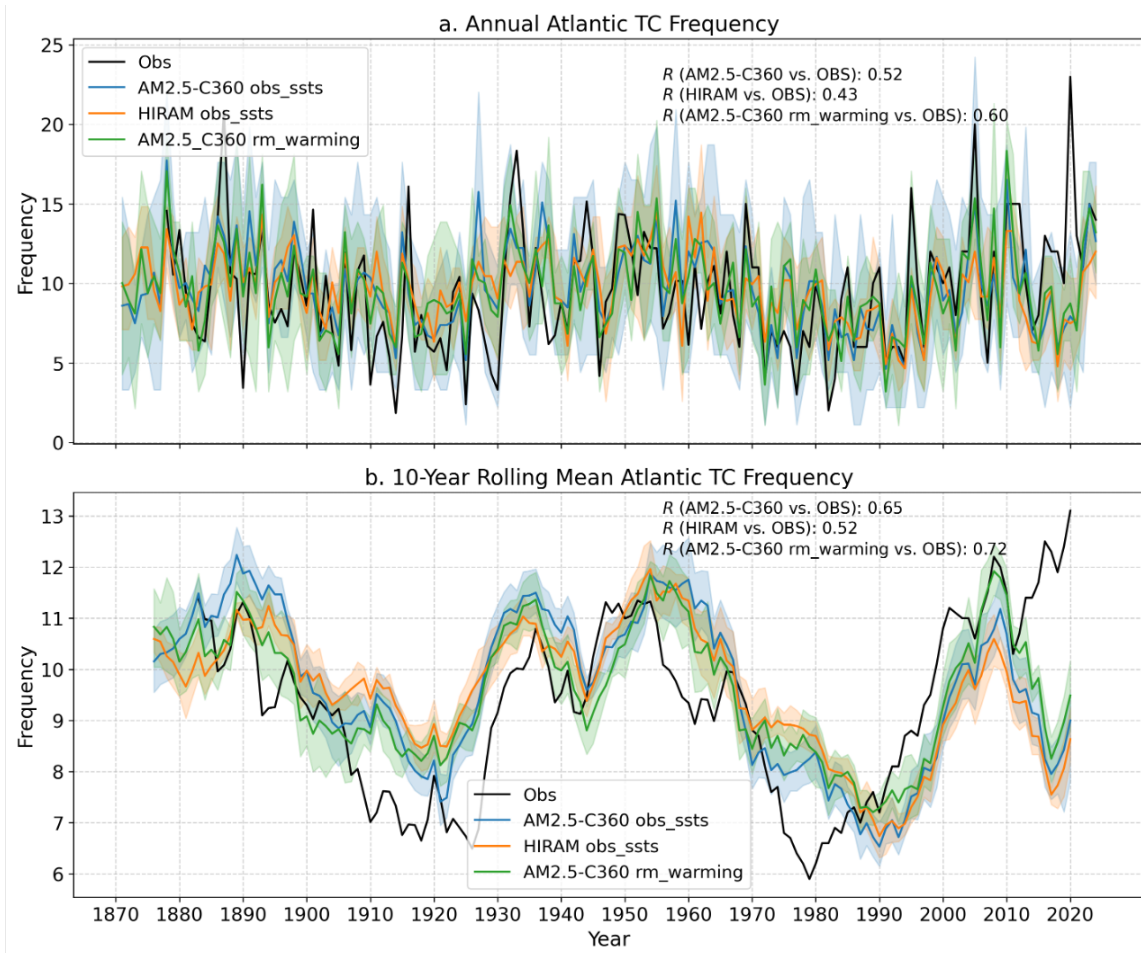 a. Annual Atlantic TC Frequency
25
20
15
10
5
0
Frequency
Obs
AM2.5-C360 obs_ssts
HIRAM obs_ssts
AM2.5_C360 rm_warming
R (AM2.5-C360 vs. OBS): 0.52
R (HIRAM vs. OBS): 0.43
R (AM2.5-C360 rm_warming vs. OBS): 0.60
b. 10-Year Rolling Mean Atlantic TC Frequency
R (AM2.5-C360 vs. OBS): 0.65
R (HIRAM vs. OBS): 0.52
R (AM2.5-C360 rm_warming vs. OBS): 0.72
13
12
11
10
9
8
7
6
Frequency
Obs
AM2.5-C360 obs_ssts
HIRAM obs_ssts
AM2.5-C360 rm_warming
1870 1880 1890 1900 1910 1920 1930 1940 1950 1960 1970 1980 1990 2000 2010 2020
Year